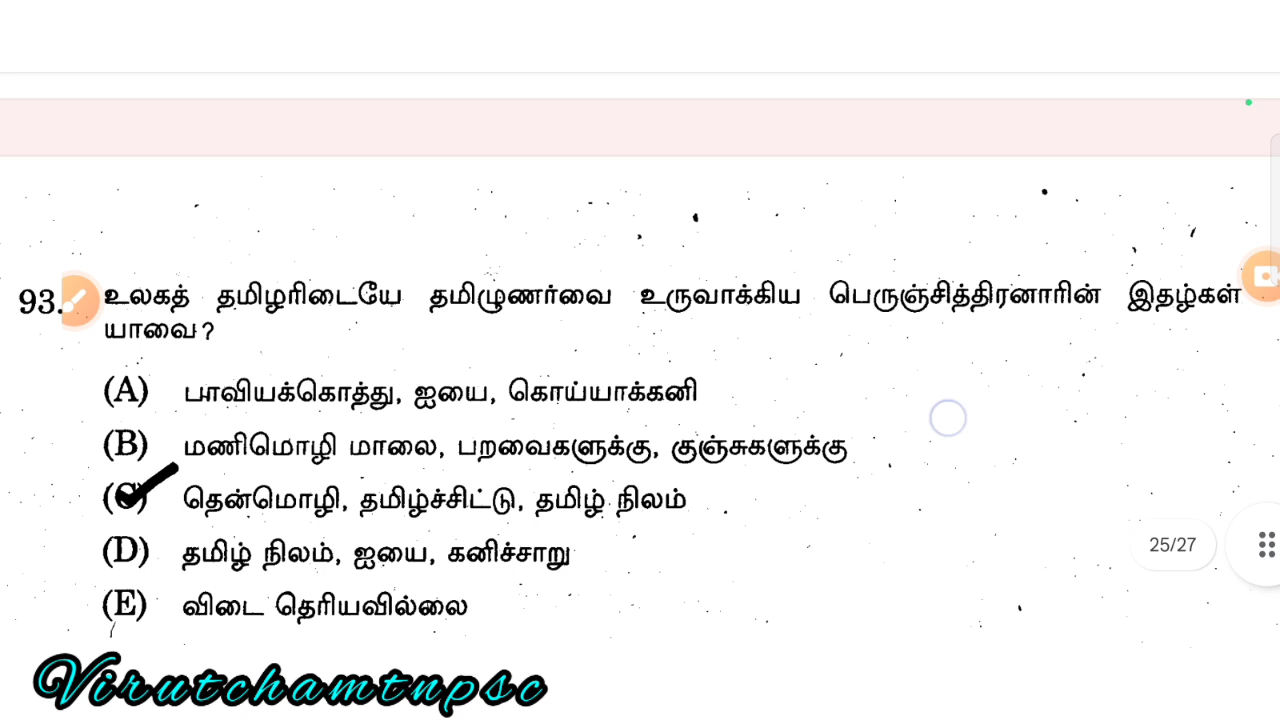 93. உலகத் தமிழரிடையே தமிழுணர்வை உருவாக்கிய பெருஞ்சித்திரனாரின் இதழ்கள்
யாவை?
(A) பாவியக்கொத்து, ஐயை, கொய்யாக்கனி
(B) மணிமொழி மாலை, பறவைகளுக்கு, குஞ்சுகளுக்கு
(C) தென்மொழி, தமிழ்ச்சிட்டு, தமிழ் நிலம்
(D) தமிழ் நிலம், ஐயை, கனிச்சாறு
25/27
(E) விடை தெரியவில்லை
Virutchamtnpsc